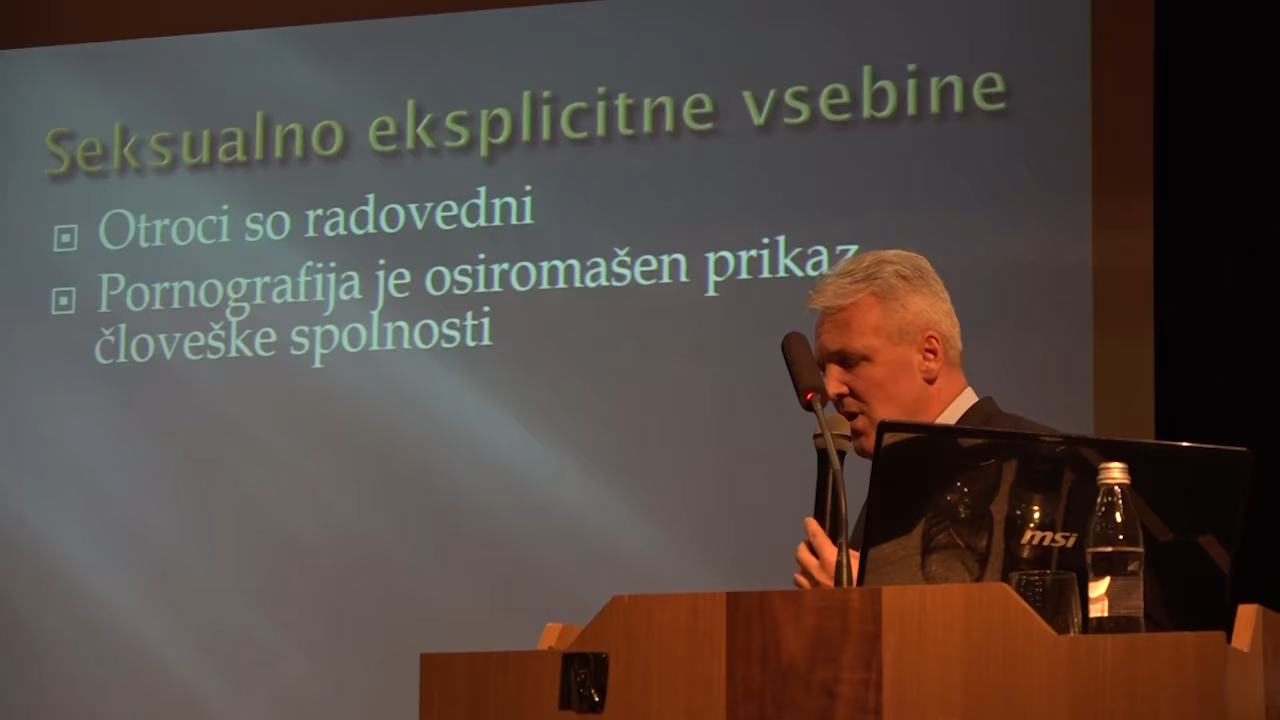 Seksualno eksplicitne vsebine
Otroci so radovedni
Pornografija je osiromašen prikaz
človeške spolnosti
msi